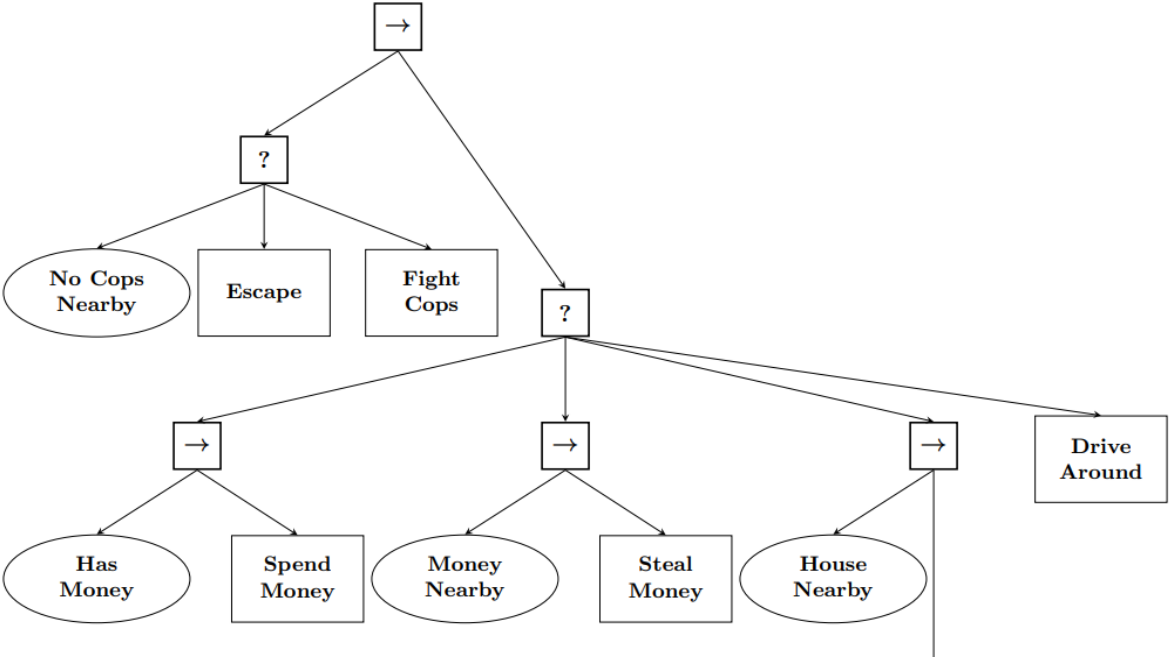 →
?
No Cops
Nearby
Escape
Fight
Cops
?
→
→
→
Drive
Around
Has
Money
Spend
Money
Money
Nearby
Steal
Money
House
Nearby